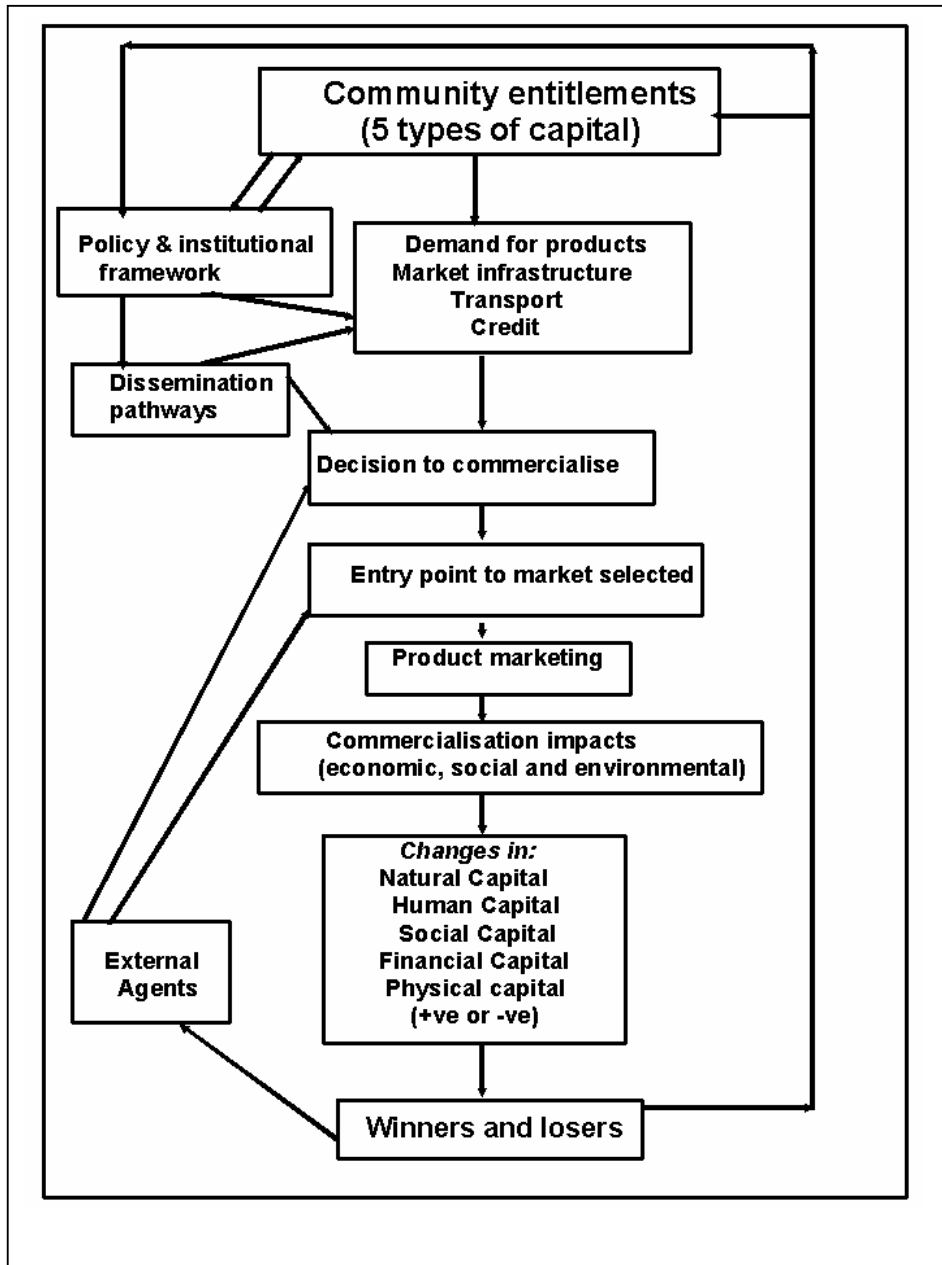 Community entitlements
(5 types of capital)
Policy & institutional
framework
Demand for products
Market infrastructure
Transport
Credit
Dissemination
pathways
Decision to commercialise
Entry point to market selected
Product marketing
Commercialisation impacts
(economic, social and environmental)
Changes in:
Natural Capital
Human Capital
Social Capital
Financial Capital
Physical capital
(+ve or -ve)
External
Agents
Winners and losers